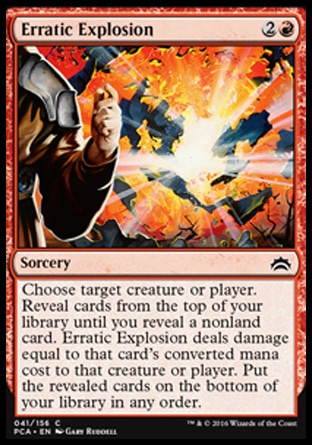 Erratic Explosion 2
Sorcery
Choose target creature or player.
Reveal cards from the top of your
library until you reveal a nonland
card. Erratic Explosion deals damage
equal to that card's converted mana
cost to that creature or player. Put
the revealed cards on the bottom of
your library in any order.
041/156 C
PCA • EN Gary Ruddell ™ & © 2016 Wizards of the Coast